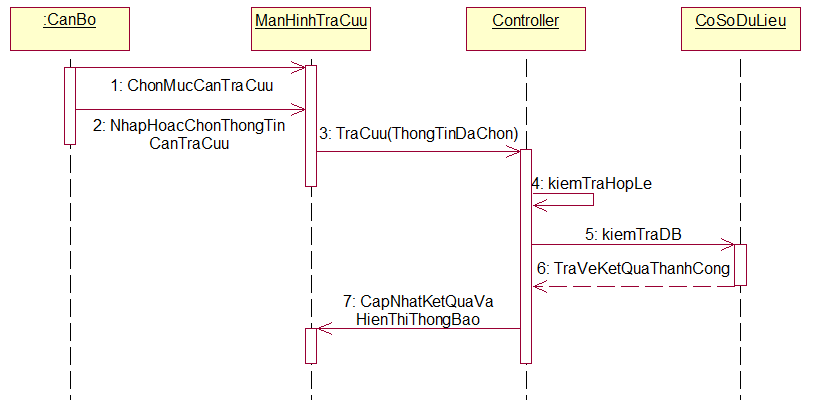 :CanBo
ManHinhTraCuu
Controller
CoSoDuLieu
1: ChonMucCanTraCuu
2: NhapHoacChonThongTin
CanTraCuu
3: TraCuu(ThongTinDaChon)
4: kiemTraHopLe
5: kiemTraDB
6: TraVeKetQuaThanhCong
7: CapNhatKetQuaVa
HienThiThongBao